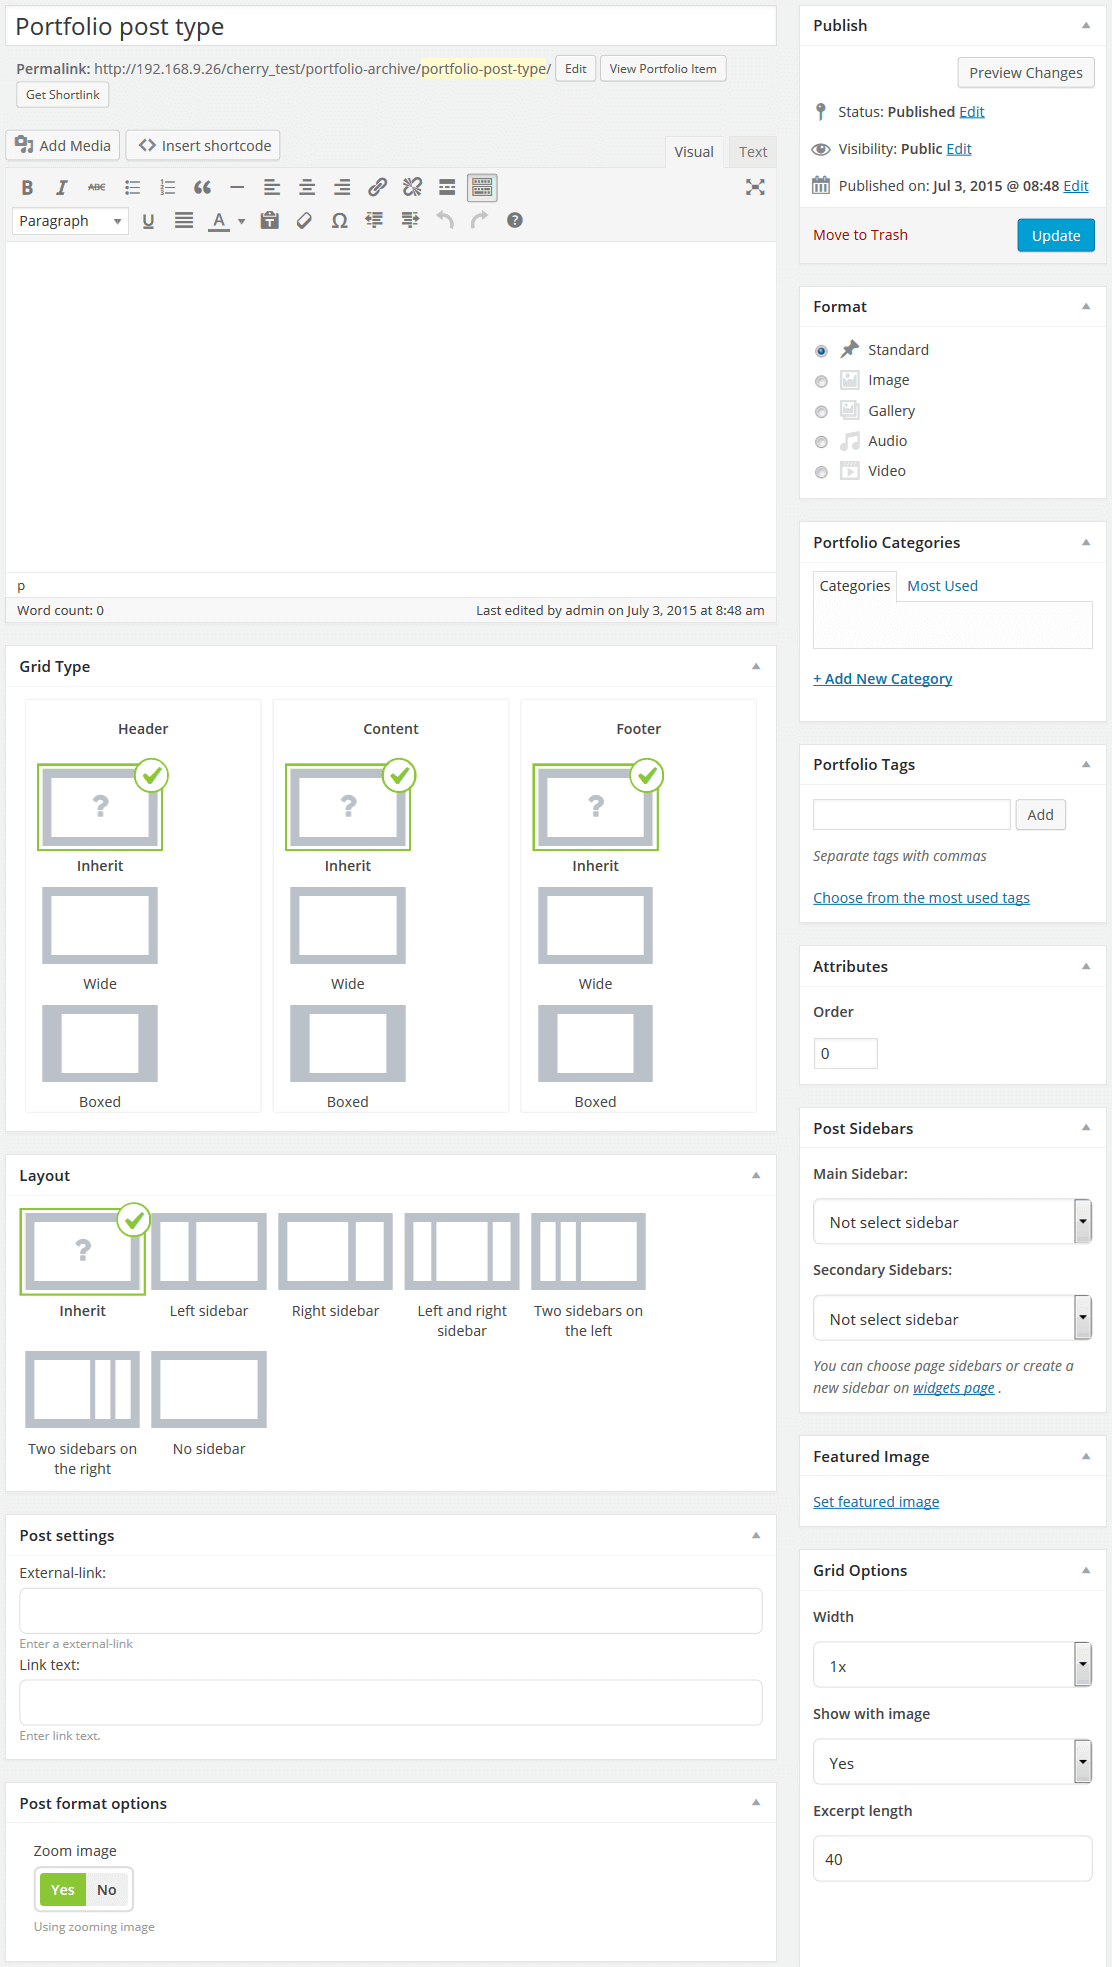 Portfolio post type
Permalink: http://192.168.9.26/cherry_test/portfolio-archive/portfolio-post-type/ Edit View Portfolio Item
Get Shortlink
Add Media Insert shortcode
Visual Text
B I ABC
Paragraph U A T Ω ?
p
Word count: 0 Last edited by admin on July 3, 2015 at 8:48 am
Grid Type
Header Content Footer
? ? ?
Inherit Inherit Inherit
Wide Wide Wide
Boxed Boxed Boxed
Layout
?
Inherit Left sidebar Right sidebar Left and right sidebar Two sidebars on the left
Two sidebars on the right No sidebar
Post settings
External-link:
Enter a external-link
Link text:
Enter link text.
Post format options
Zoom image
Yes No
Using zooming image
Publish
Preview Changes
Status: Published Edit
Visibility: Public Edit
Published on: Jul 3, 2015 @ 08:48 Edit
Move to Trash Update
Format
Standard
Image
Gallery
Audio
Video
Portfolio Categories
Categories Most Used
+ Add New Category
Portfolio Tags
Add
Separate tags with commas
Choose from the most used tags
Attributes
Order
0
Post Sidebars
Main Sidebar:
Not select sidebar
Secondary Sidebars:
Not select sidebar
You can choose page sidebars or create a
new sidebar on widgets page .
Featured Image
Set featured image
Grid Options
Width
1x
Show with image
Yes
Excerpt length
40